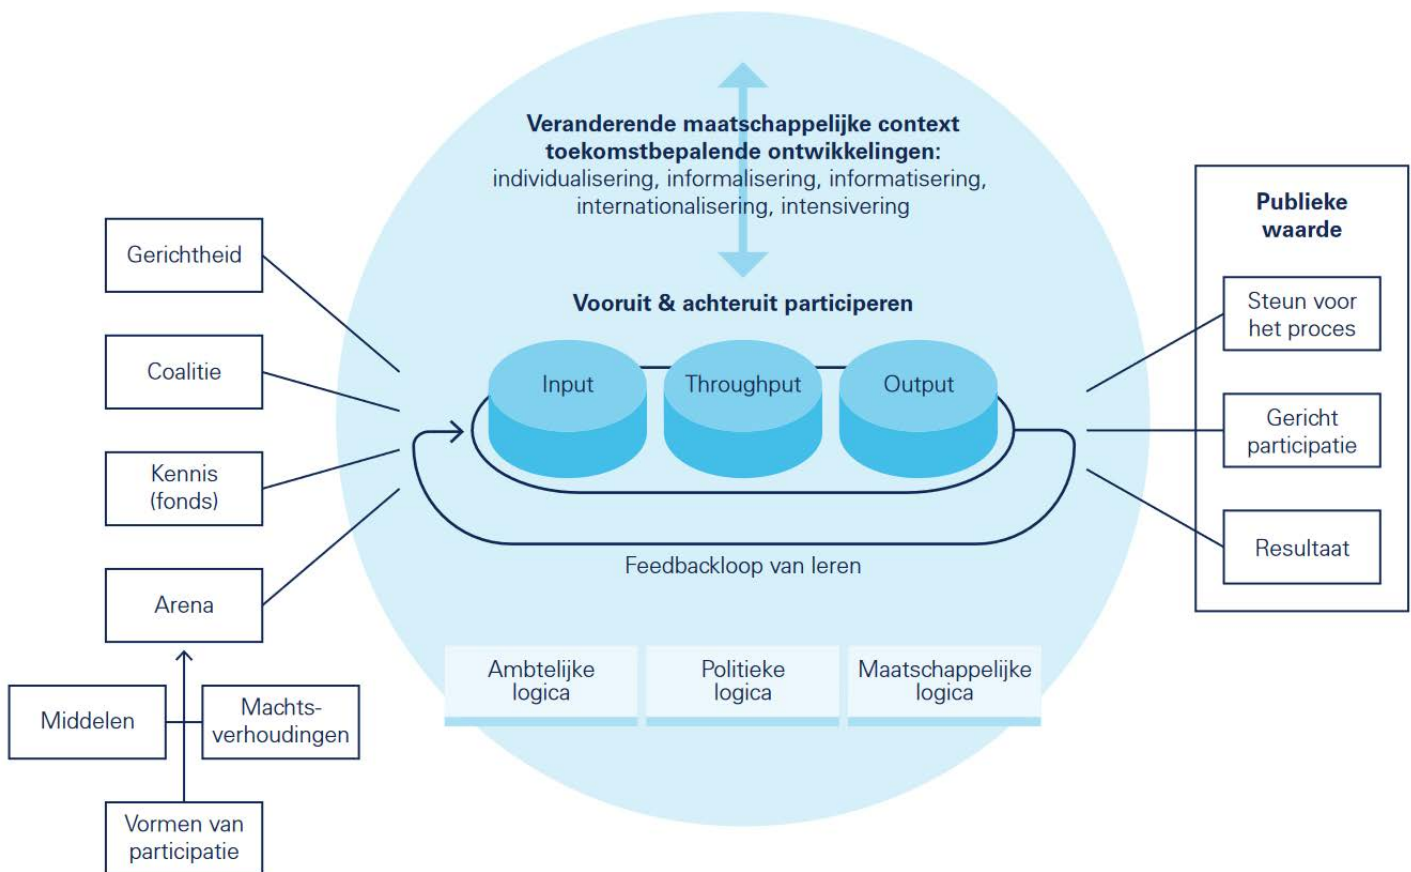 Veranderende maatschappelijke context
toekomstbepalende ontwikkelingen:
individualisering, informalisering, informatisering,
internationalisering, intensivering
Vooruit & achteruit participeren
Input
Throughput
Output
Feedbackloop van leren
Ambtelijke
logica
Politieke
logica
Maatschappelijke
logica
Gerichtheid
Coalitie
Kennis
(fonds)
Arena
Middelen
Machts-
verhoudingen
Vormen van
participatie
Publieke
waarde
Steun voor
het proces
Gericht
participatie
Resultaat